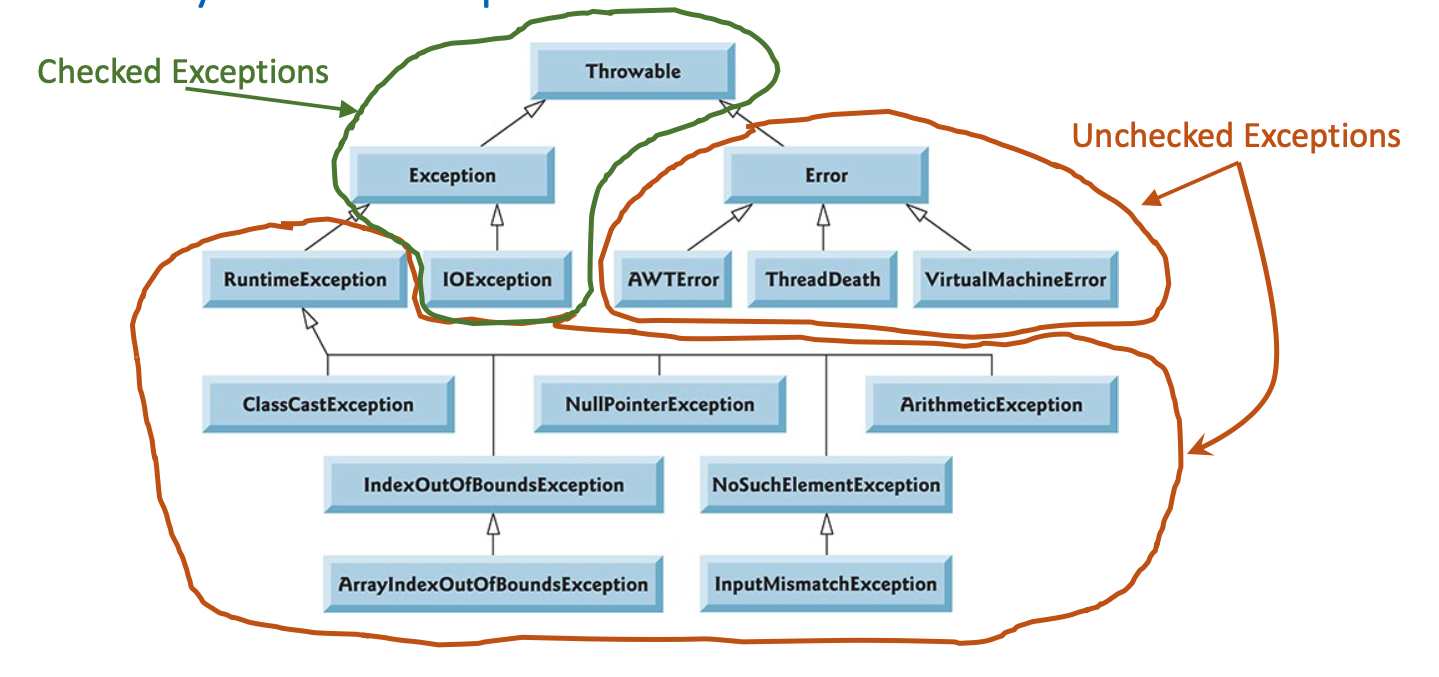 Checked Exceptions
Throwable
Unchecked Exceptions
Exception
Error
RuntimeException
IOException
AWTError
ThreadDeath
VirtualMachineError
ClassCastException
NullPointerException
ArithmeticException
IndexOutOfBoundsException
NoSuchElementException
ArrayIndexOutOfBoundsException
InputMismatchException